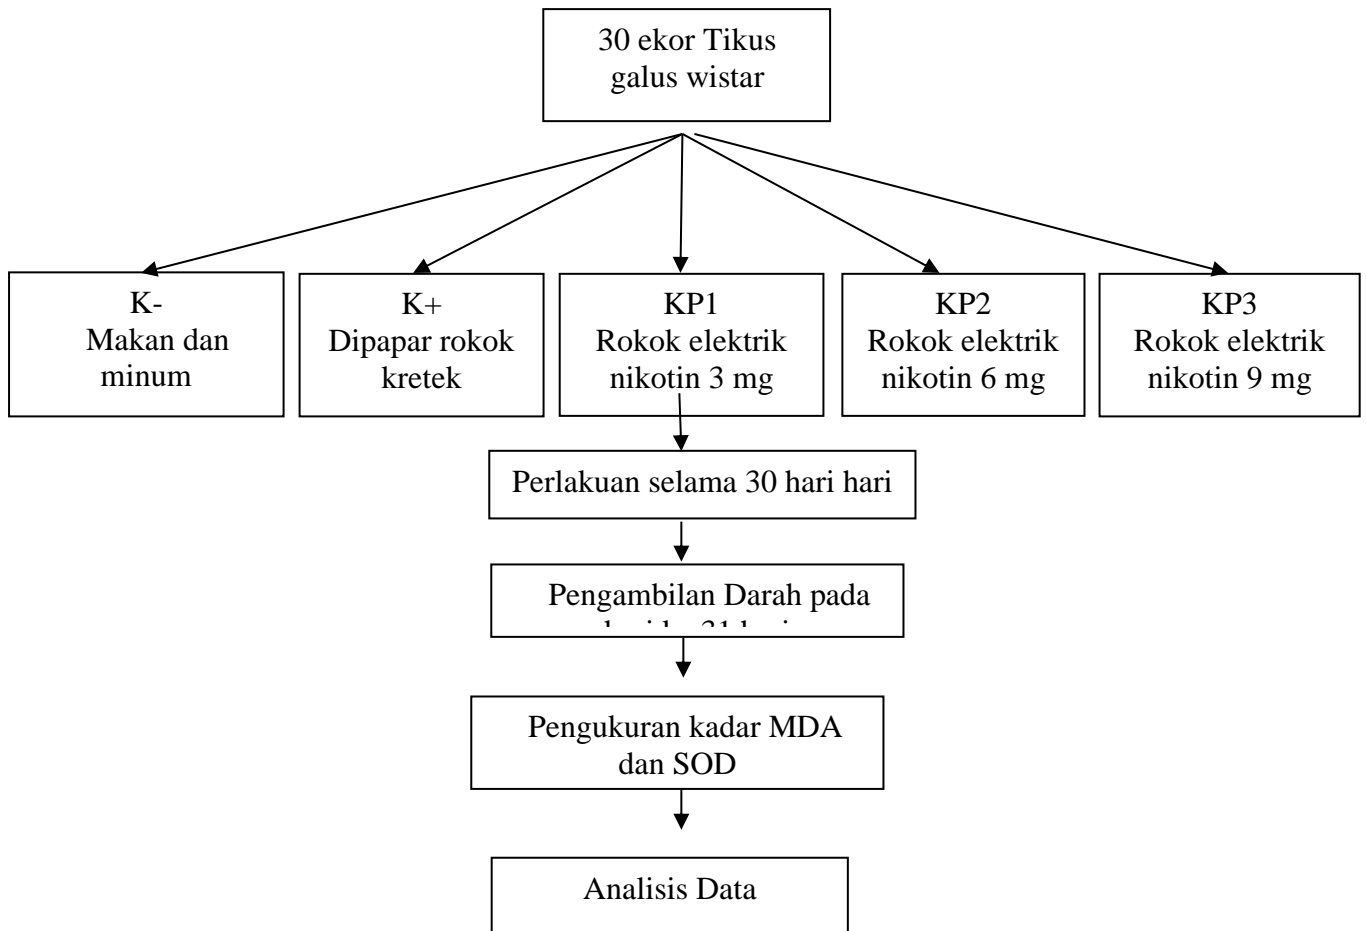 30 ekor Tikus
galus wistar
K-
Makan dan
minum
K+
Dipapar rokok
kretek
KP1
Rokok elektrik
nikotin 3 mg
KP2
Rokok elektrik
nikotin 6 mg
KP3
Rokok elektrik
nikotin 9 mg
Perlakuan selama 30 hari hari
Pengambilan Darah pada
Pengukuran kadar MDA
dan SOD
Analisis Data